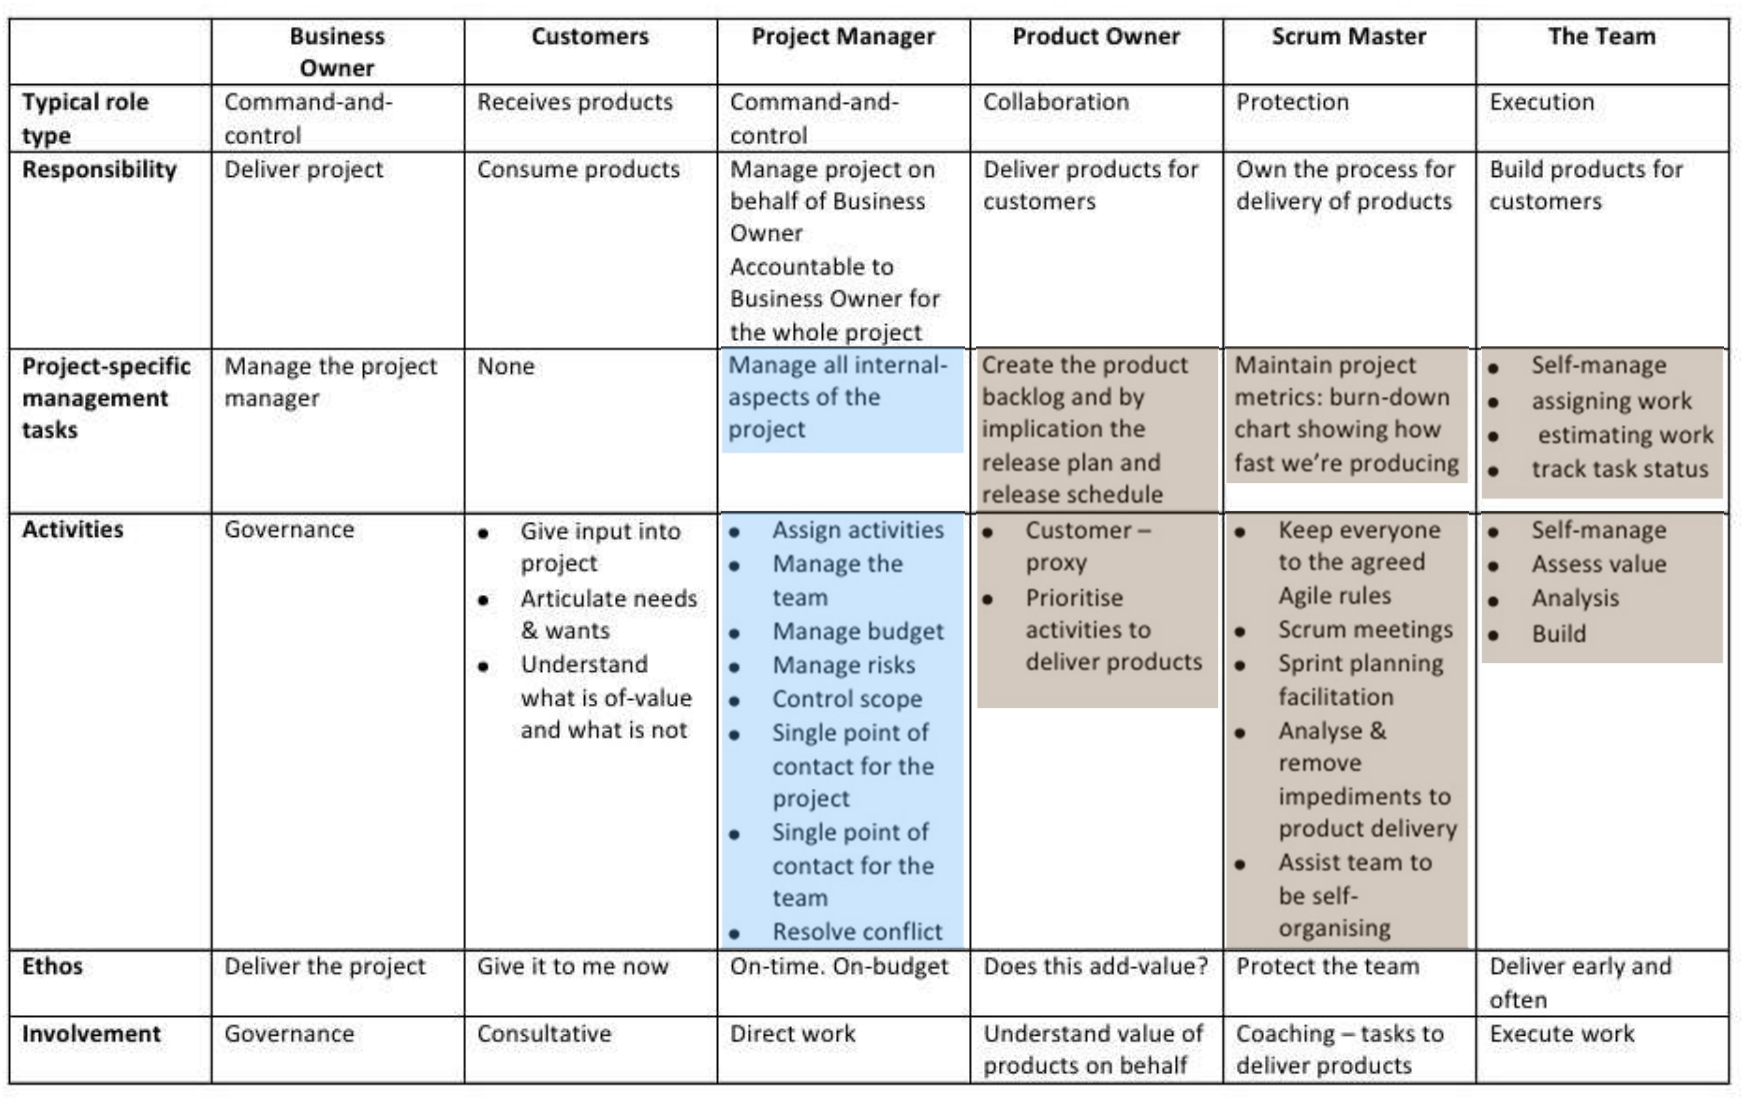 Business
Owner
Customers
Project Manager
Product Owner
Scrum Master
The Team
Typical role
type
Command-and-
control
Receives products
Command-and-
control
Collaboration
Protection
Execution
Responsibility
Deliver project
Consume products
Manage project on
behalf of Business
Owner
Accountable to
Business Owner for
the whole project
Deliver products for
customers
Own the process for
delivery of products
Build products for
customers
Project-specific
management
tasks
Manage the project
manager
None
Manage all internal-
aspects of the
project
Create the product
backlog and by
implication the
release plan and
release schedule
Maintain project
metrics: burn-down
chart showing how
fast we're producing
• Self-manage
• assigning work
• estimating work
• track task status
Activities
Governance
• Give input into
project
• Articulate needs
& wants
• Understand
what is of-value
and what is not
• Assign activities
• Manage the
team
• Manage budget
• Manage risks
• Control scope
• Single point of
contact for the
project
• Single point of
contact for the
team
• Resolve conflict
• Customer –
proxy
• Prioritise
activities to
deliver products
• Keep everyone
to the agreed
Agile rules
• Scrum meetings
• Sprint planning
facilitation
• Analyse &
remove
impediments to
product delivery
• Assist team to
be self-
organising
• Self-manage
• Assess value
• Analysis
• Build
Ethos
Deliver the project
Give it to me now
On-time. On-budget
Does this add-value?
Protect the team
Deliver early and
often
Involvement
Governance
Consultative
Direct work
Understand value of
products on behalf
Coaching – tasks to
deliver products
Execute work